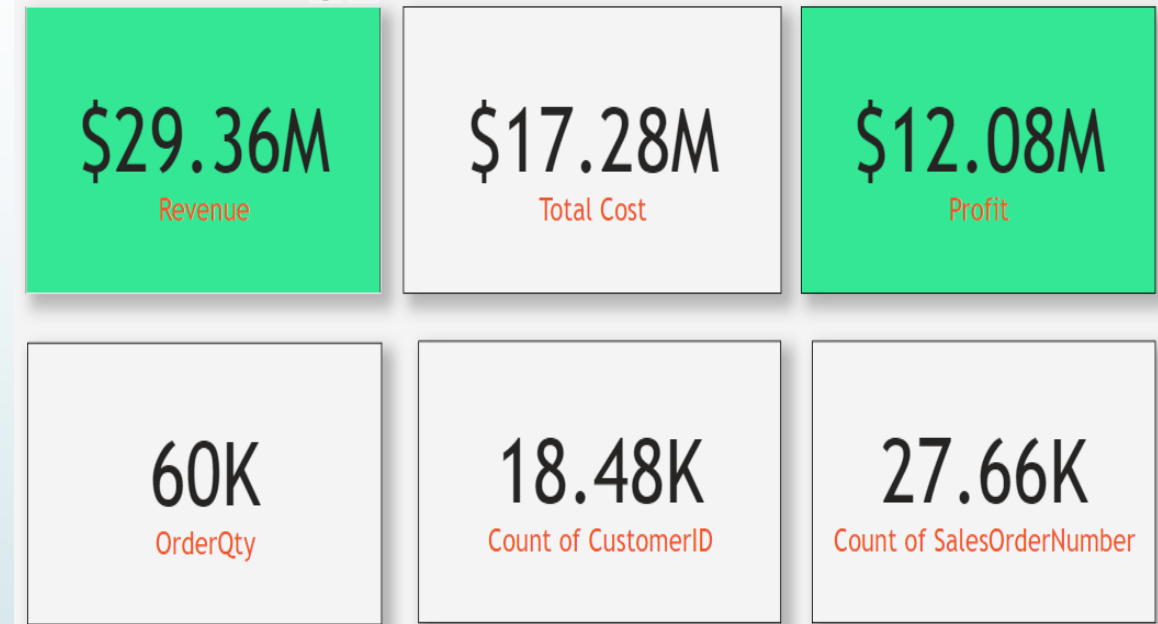 $29.36M
Revenue
$17.28M
Total Cost
$12.08M
Profit
60K
OrderQty
18.48K
Count of CustomerID
27.66K
Count of SalesOrderNumber